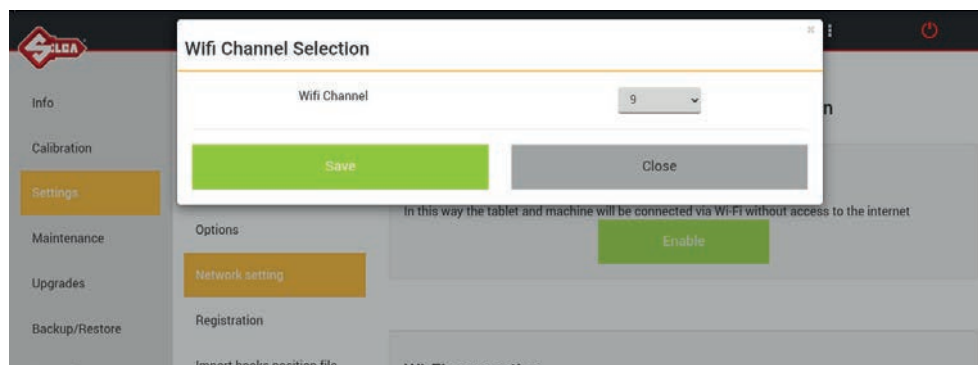 SILCA
Wifi Channel Selection
Wifi Channel
9
Save
Close
Info
Calibration
Settings
Maintenance
Upgrades
Backup/Restore
Options
Network setting
Registration
n
In this way the tablet and machine will be connected via Wi-Fi without access to the internet
Enable